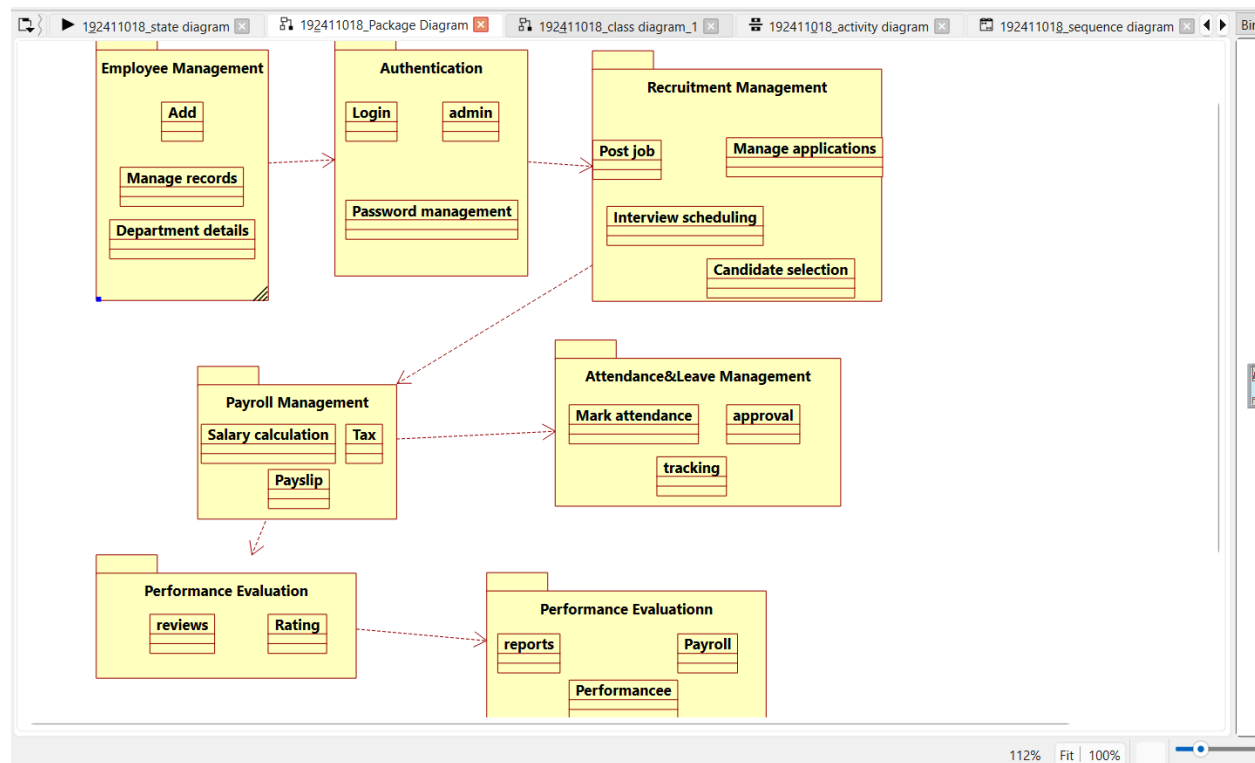 192411018_state diagram
192411018_Package Diagram
192411018_class diagram_1
192411018_activity diagram
192411018_sequence diagram
Employee Management
Add
Manage records
Department details
Authentication
Login
admin
Password management
Recruitment Management
Post job
Manage applications
Interview scheduling
Candidate selection
Payroll Management
Salary calculation
Tax
Payslip
Attendance&Leave Management
Mark attendance
approval
tracking
Performance Evaluation
reviews
Rating
Performance Evaluationn
reports
Payroll
Performancee
112%
Fit
100%